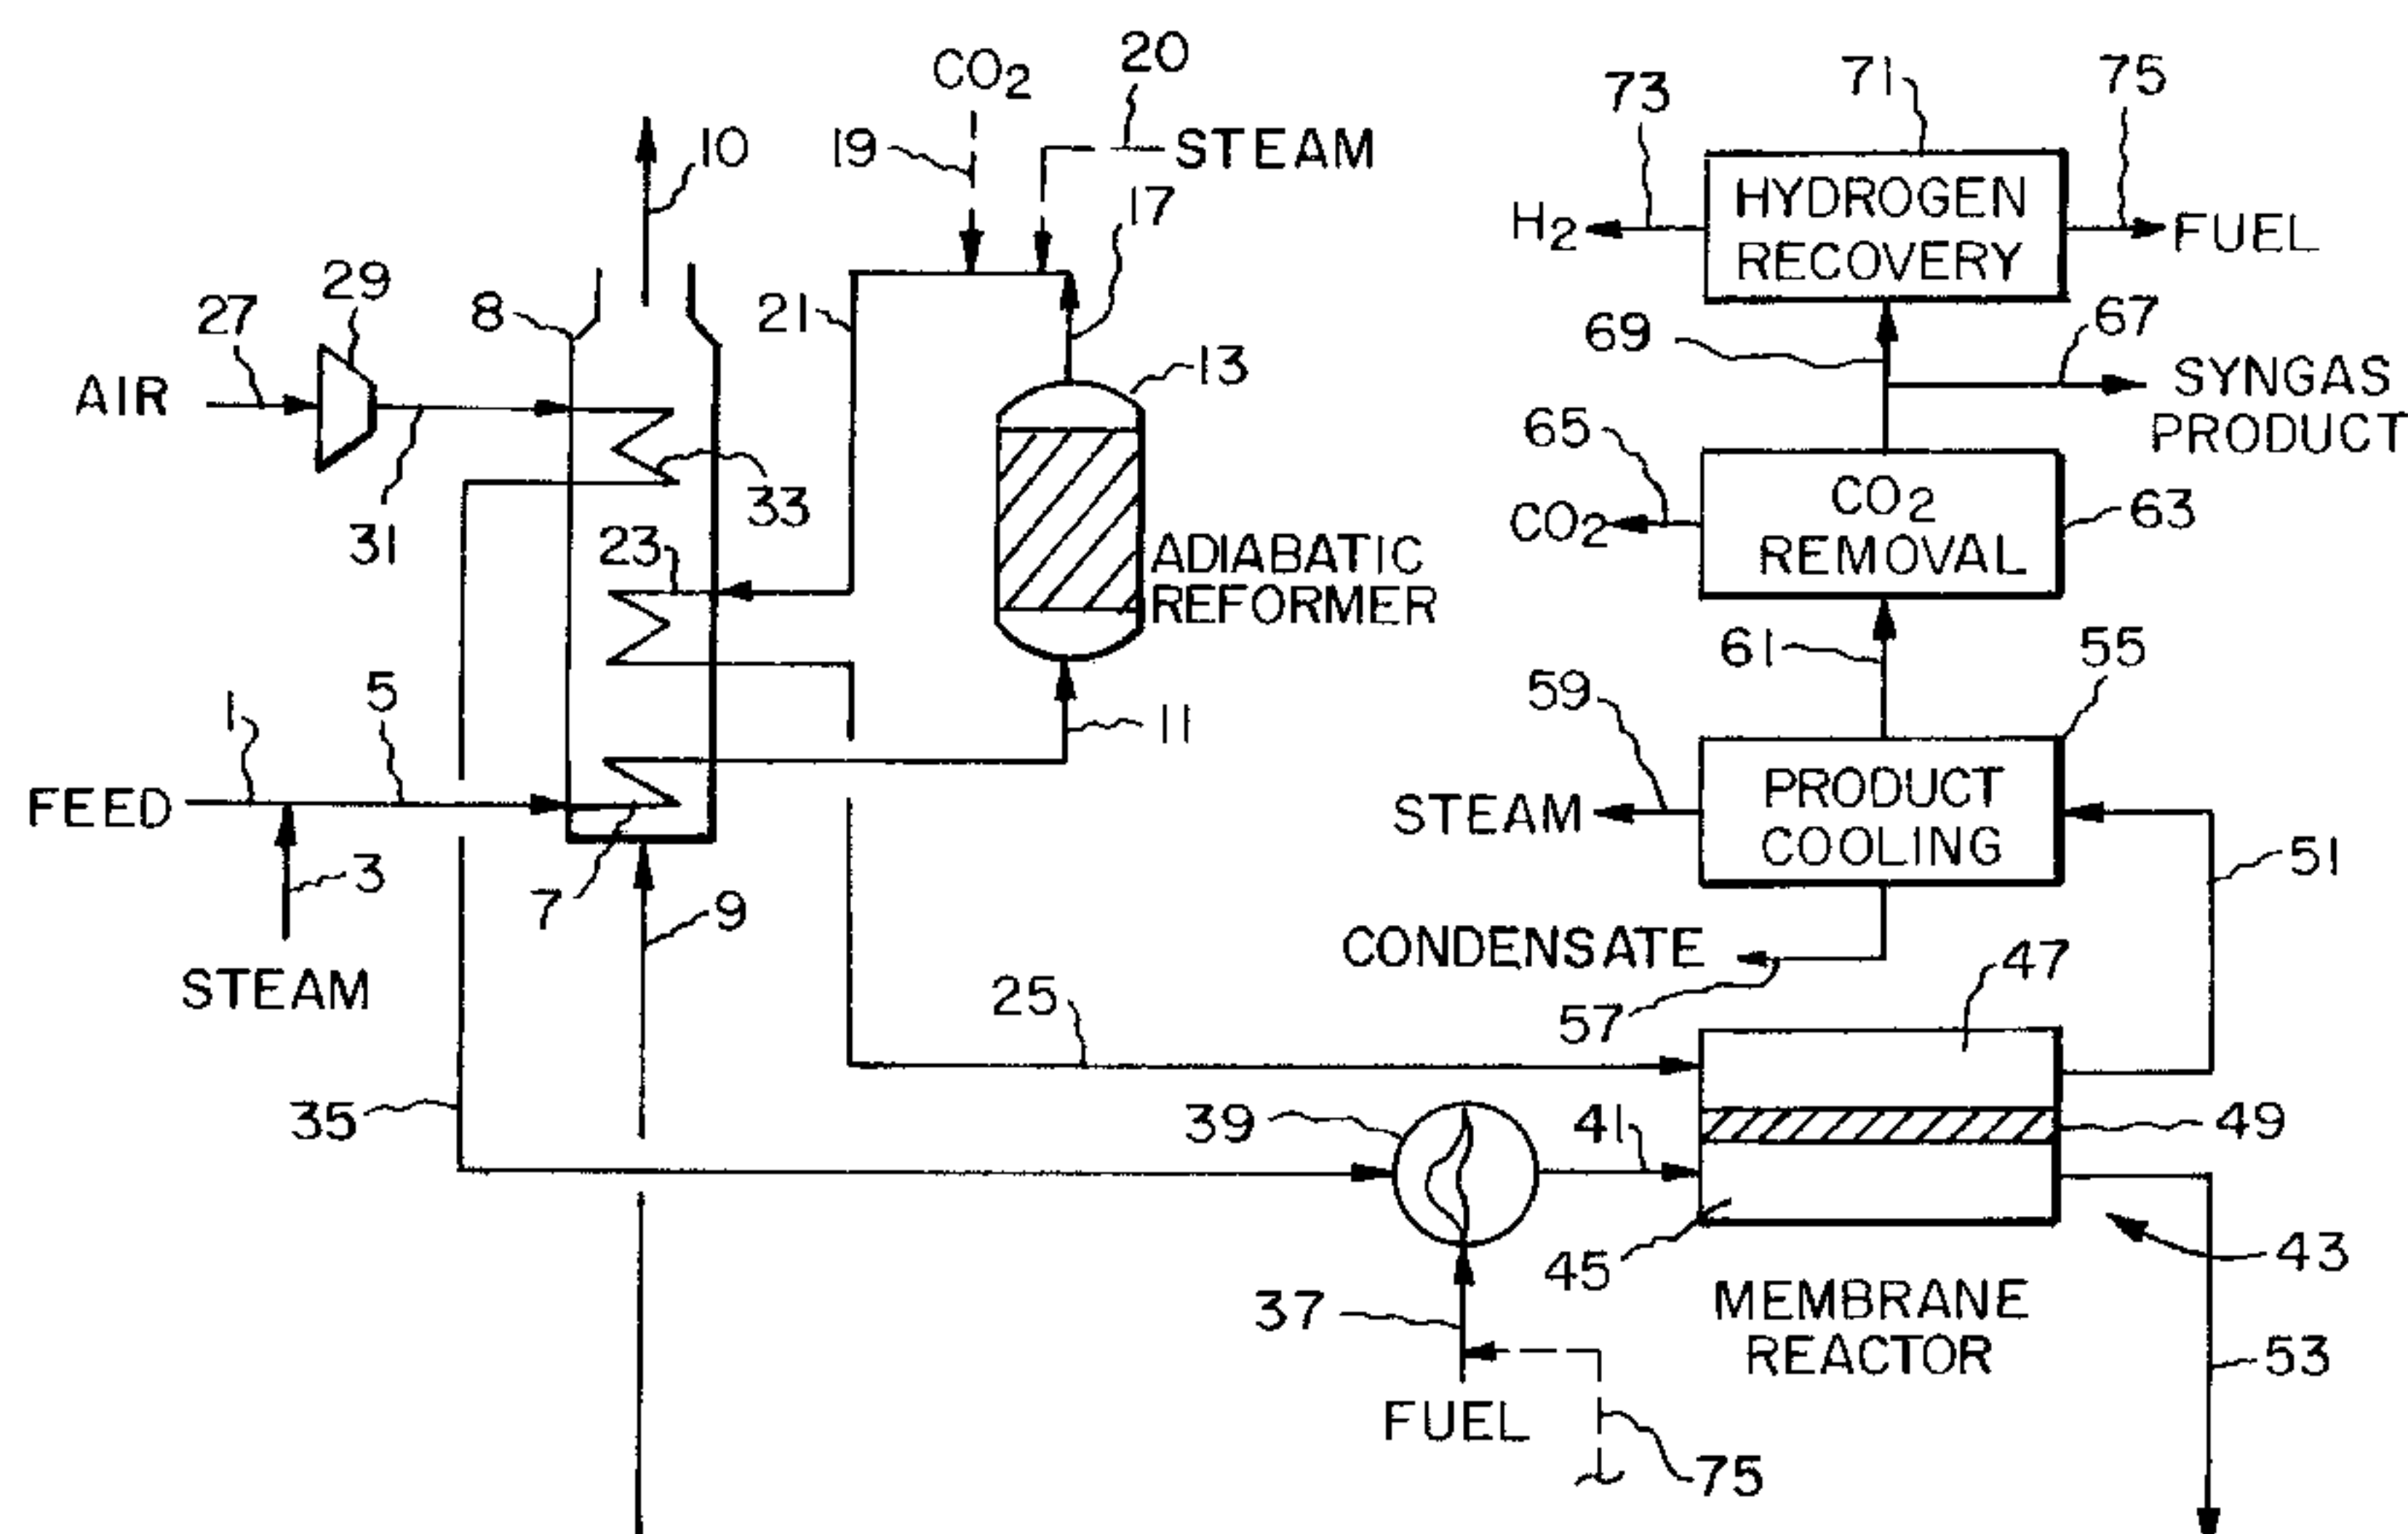 CO2
20
STEAM
19
10
17
73
71
75
HYDROGEN
RECOVERY
H2
FUEL
27
29
8
21
AIR
13
69
67
SYNGAS
PRODUCT
31
33
23
65
CO2
CO2
REMOVAL
63
ADIABATIC
REFORMER
1
5
11
61
55
59
FEED
3
7
9
STEAM
STEAM
PRODUCT
COOLING
51
CONDENSATE
57
47
25
35
39
41
49
45
43
37
MEMBRANE
REACTOR
53
FUEL
75